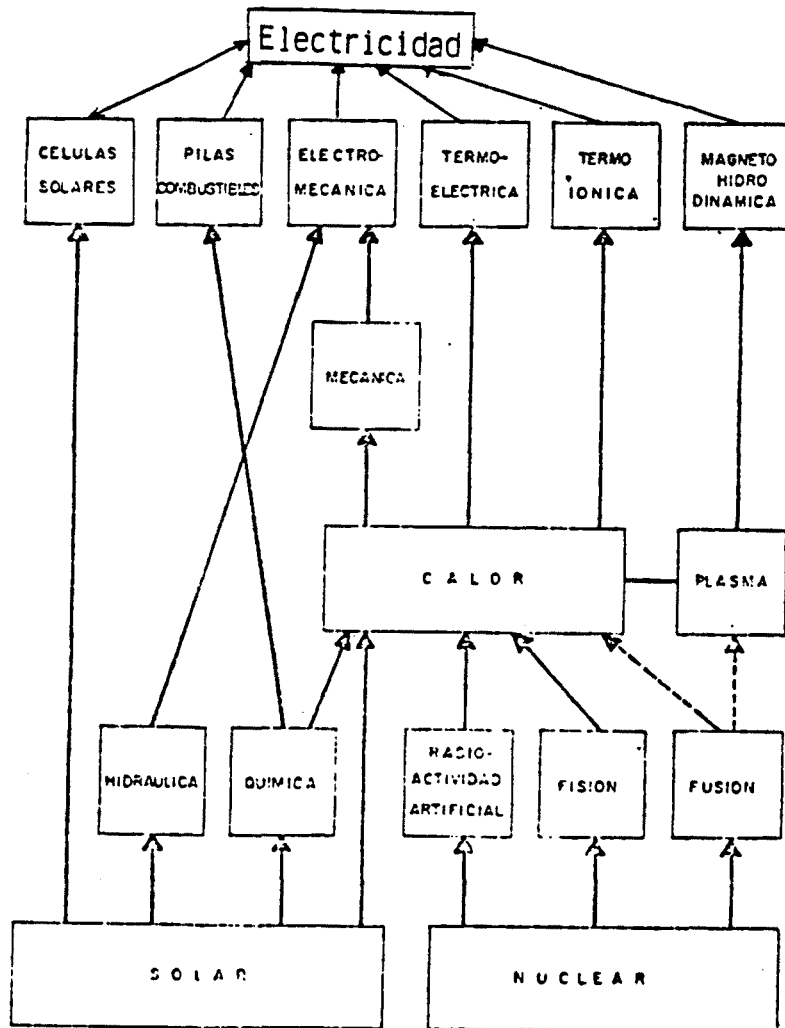 Electricidad
CELULAS
SOLARES
PILAS
COMBUSTIBLES
ELECTRO-
MECANICA
TERMO-
ELECTRICA
TERMO
IONICA
MAGNETO
HIDRO
DINAMICA
MECANICA
CALOR
PLASMA
HIDRAULICA
QUIMICA
RADIO-
ACTIVIDAD
ARTIFICIAL
FISION
FUSION
SOLAR
NUCLEAR